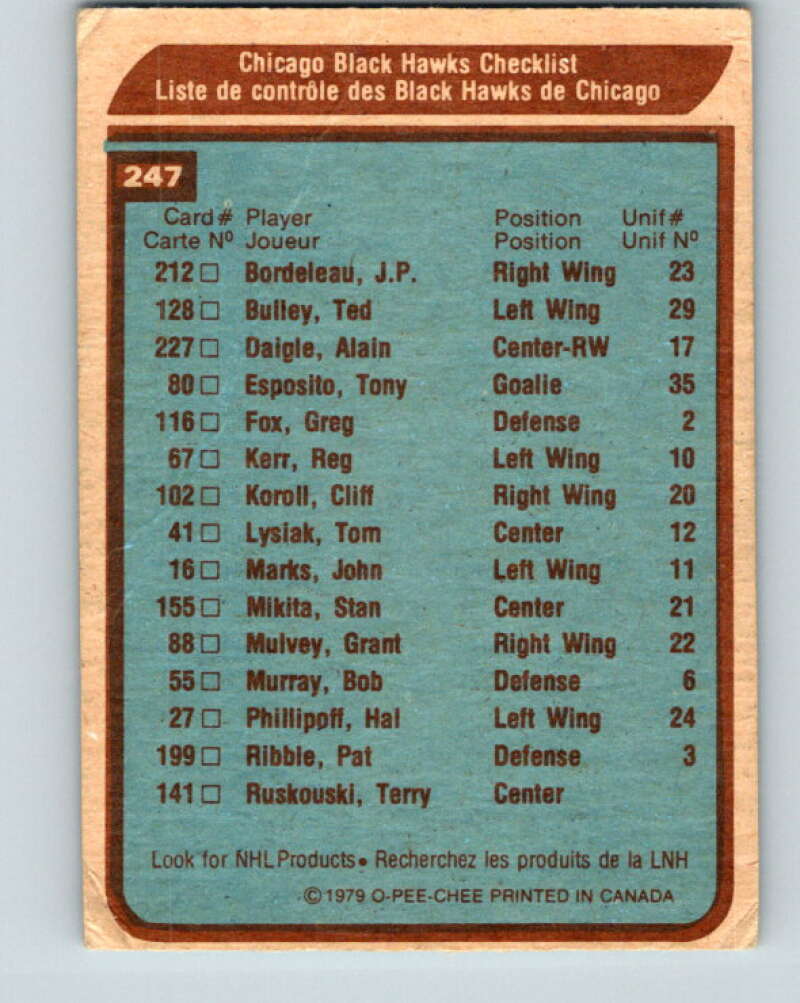 Chicago Black Hawks Checklist
Liste de contrôle des Black Hawks de Chicago
247
Card # Player Position Unif #
Carte Nº Joueur Position Unif Nº
212 □ Bordeleau, J.P. Right Wing 23
128 □ Bulley, Ted Left Wing 29
227 □ Daigle, Alain Center-RW 17
80 □ Esposito, Tony Goalie 35
116 □ Fox, Greg Defense 2
67 □ Kerr, Reg Left Wing 10
102 □ Koroll, Cliff Right Wing 20
41 □ Lysiak, Tom Center 12
16 □ Marks, John Left Wing 11
155 □ Mikita, Stan Center 21
88 □ Mulvey, Grant Right Wing 22
55 □ Murray, Bob Defense 6
27 □ Phillipoff, Hal Left Wing 24
199 □ Ribble, Pat Defense 3
141 □ Ruskouski, Terry Center
Look for NHL Products • Recherchez les produits de la LNH
© 1979 O-PEE-CHEE PRINTED IN CANADA